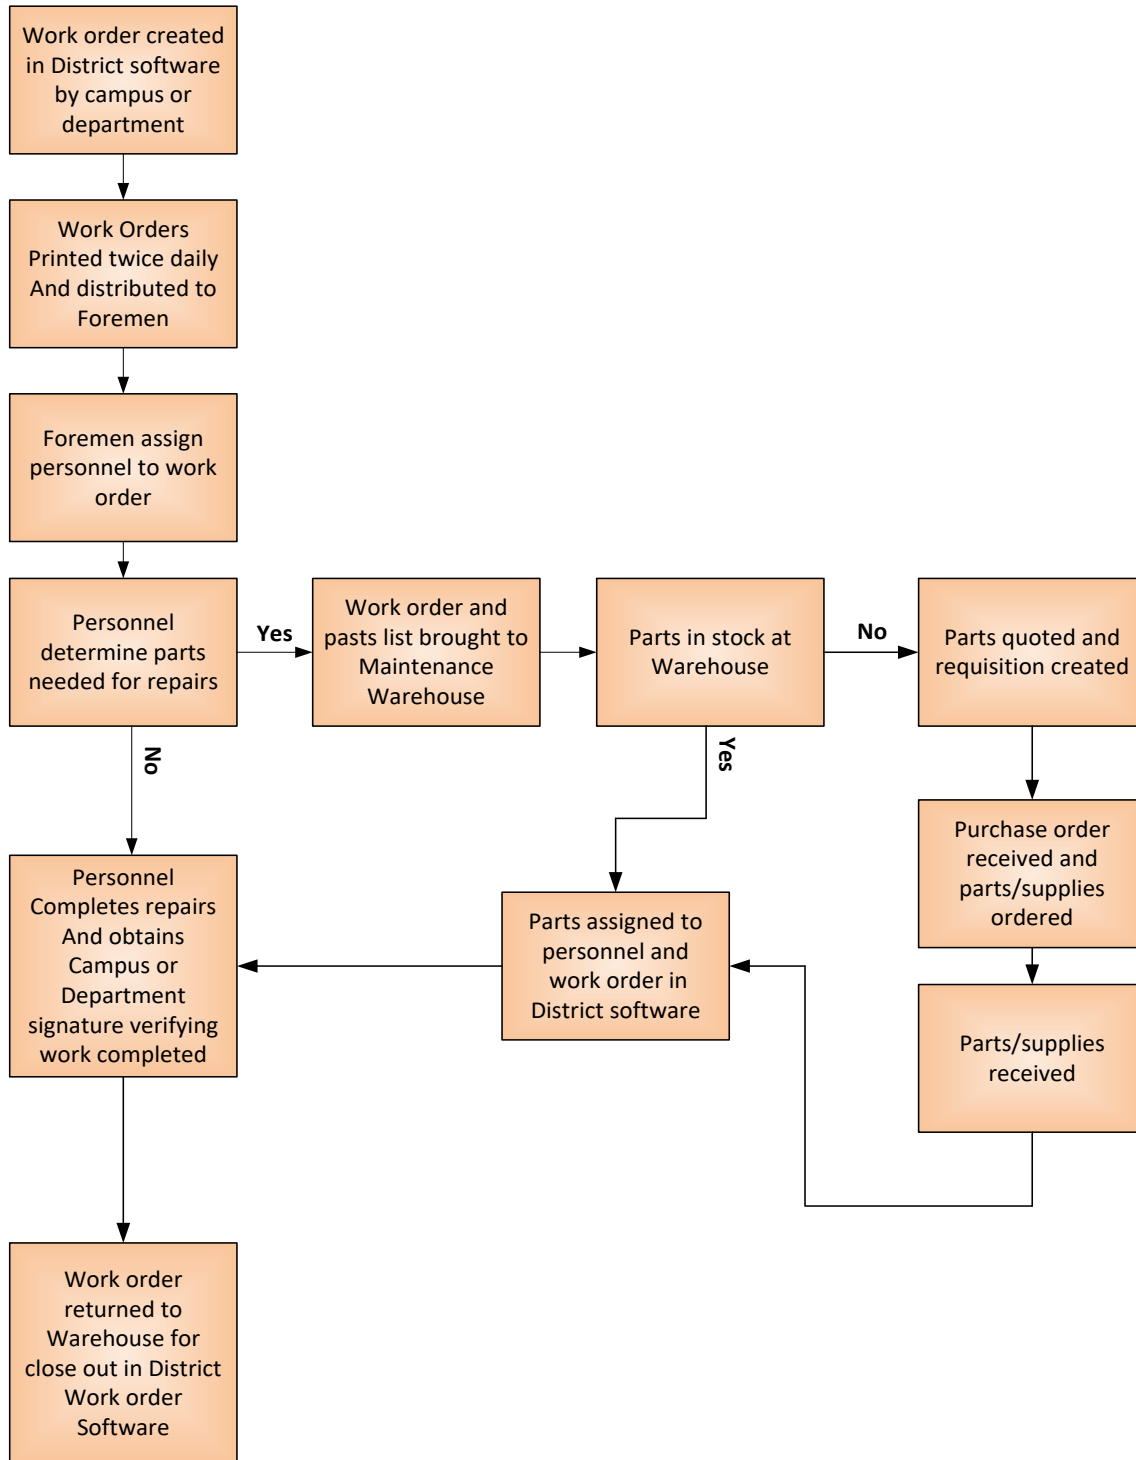 Work order created
in District software
by campus or
department
Work Orders
Printed twice daily
And distributed to
Foremen
Foremen assign
personnel to work
order
Personnel
determine parts
needed for repairs
Yes
Work order and
pasts list brought to
Maintenance
Warehouse
Parts in stock at
Warehouse
No
Parts quoted and
requisition created
No
Yes
Purchase order
received and
parts/supplies
ordered
Personnel
Completes repairs
And obtains
Campus or
Department
signature verifying
work completed
Parts assigned to
personnel and
work order in
District software
Parts/supplies
received
Work order
returned to
Warehouse for
close out in District
Work order
Software